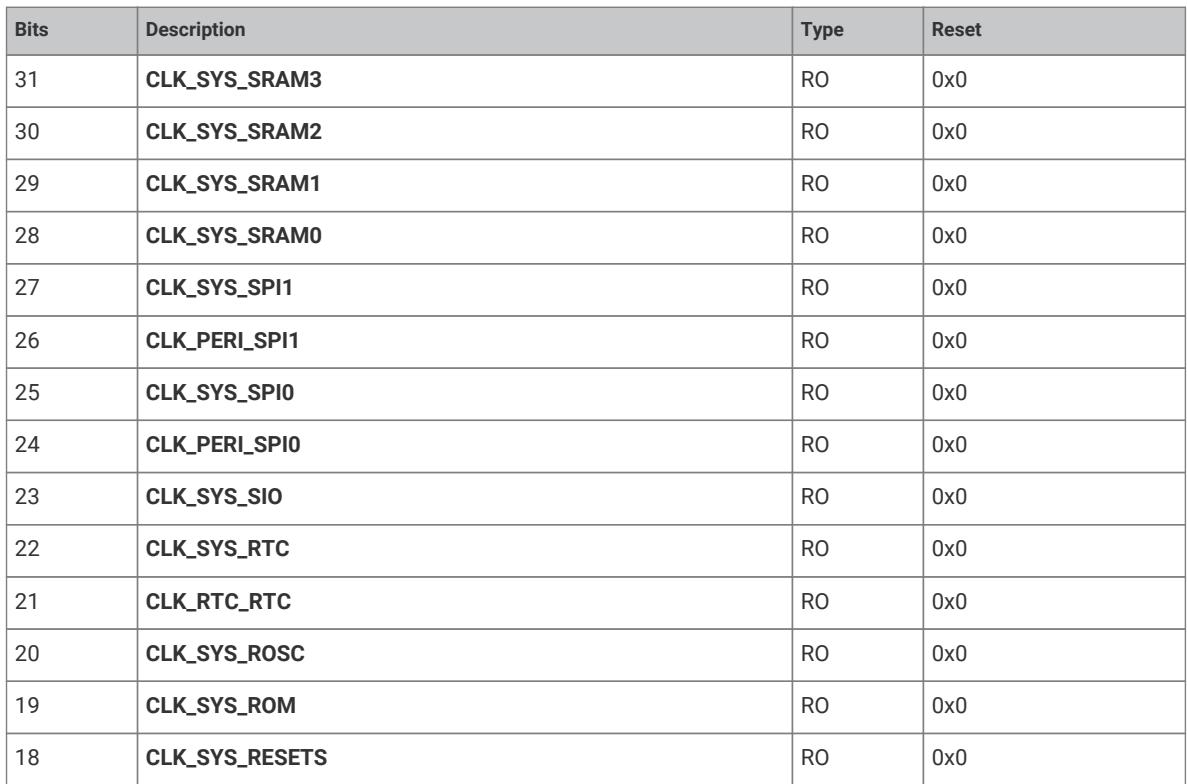 Bits Description Type Reset
31 CLK_SYS_SRAM3 RO 0x0
30 CLK_SYS_SRAM2 RO 0x0
29 CLK_SYS_SRAM1 RO 0x0
28 CLK_SYS_SRAM0 RO 0x0
27 CLK_SYS_SPI1 RO 0x0
26 CLK_PERI_SPI1 RO 0x0
25 CLK_SYS_SPI0 RO 0x0
24 CLK_PERI_SPI0 RO 0x0
23 CLK_SYS_SIO RO 0x0
22 CLK_SYS_RTC RO 0x0
21 CLK_RTC_RTC RO 0x0
20 CLK_SYS_ROSC RO 0x0
19 CLK_SYS_ROM RO 0x0
18 CLK_SYS_RESETS RO 0x0